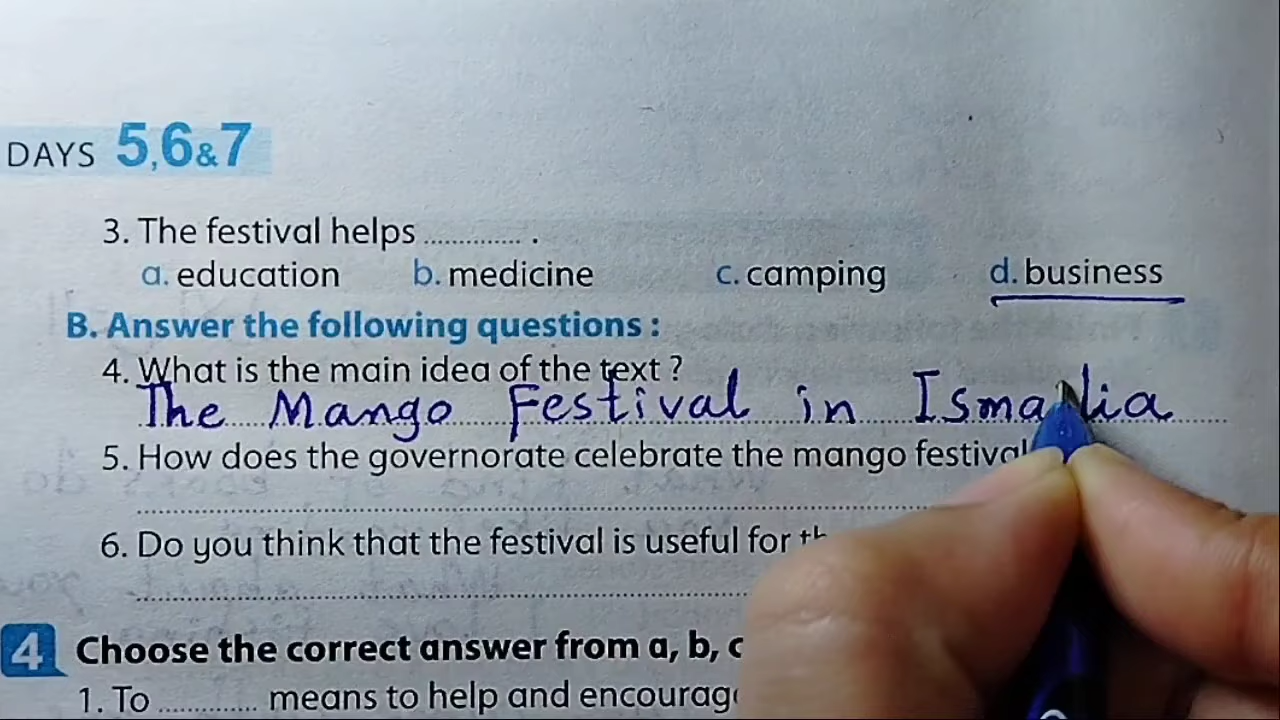 DAYS 5,6&7
3. The festival helps ............. .
a. education b. medicine c. camping d. business
B. Answer the following questions :
4. What is the main idea of the text ?
The Mango Festival in
5. How does the governorate celebrate the mango festival
6. Do you think that the festival is useful for
4 Choose the correct answer from a, b, c
1. To ............. means to help and